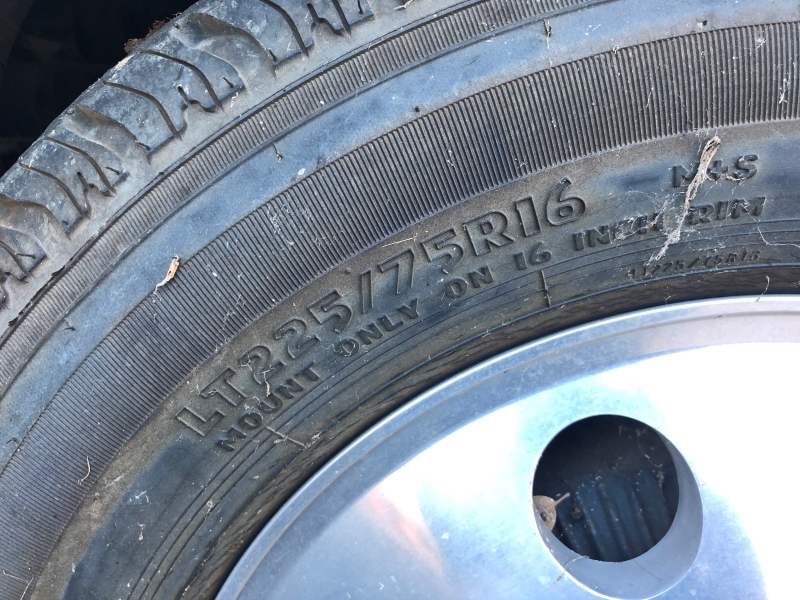 LT225/75R16
M+S
MOUNT ONLY ON 16 INCH RIM
LT225/75R16